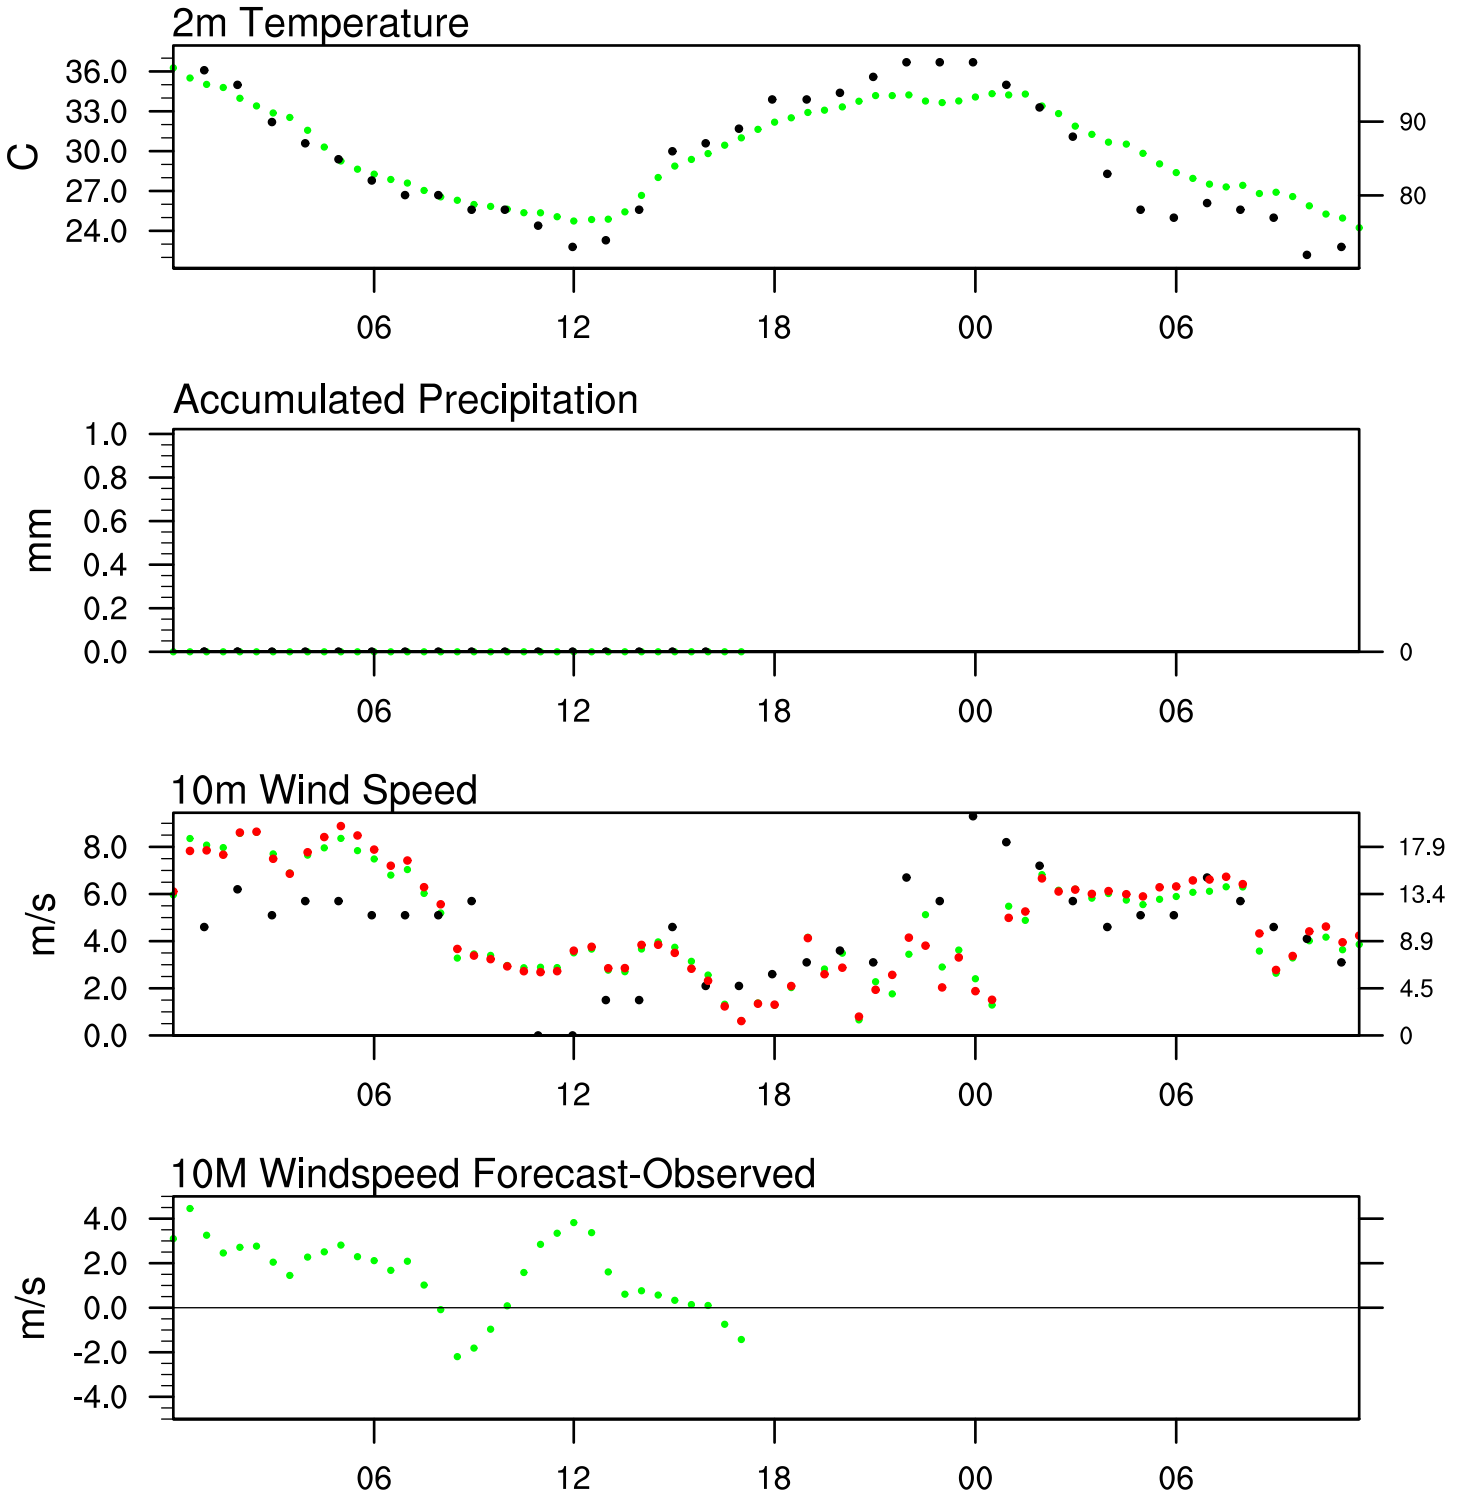 2m Temperature
36.0
33.0
90
C
30.0
27.0
80
24.0
06 12 18 00 06
Accumulated Precipitation
1.0
0.8
0.6
mm
0.4
0.2
0.0
0
06 12 18 00 06
10m Wind Speed
8.0
17.9
6.0
13.4
m/s
4.0
8.9
2.0
4.5
0.0
0
06 12 18 00 06
10M Windspeed Forecast-Observed
4.0
2.0
m/s
0.0
-2.0
-4.0
06 12 18 00 06